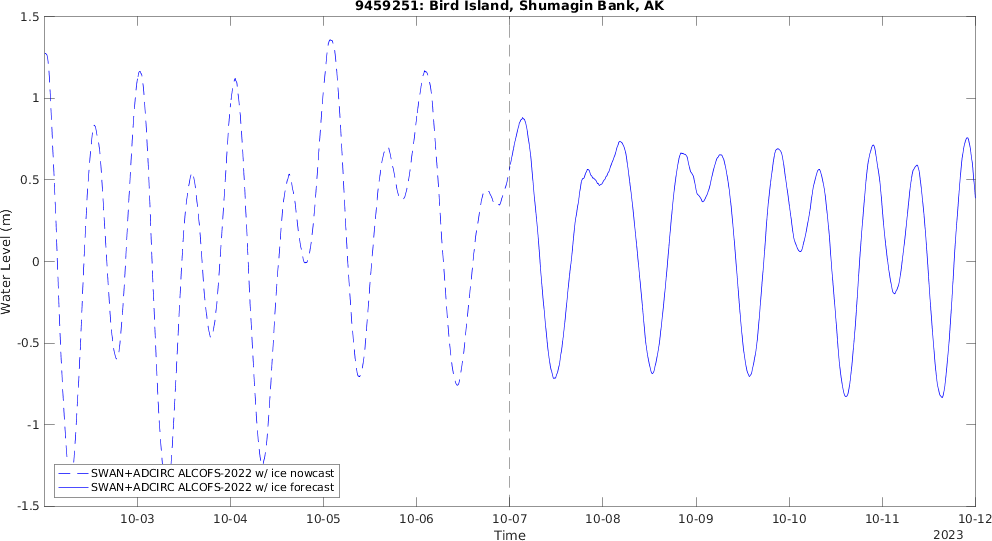 9459251: Bird Island, Shumagin Bank, AK
1.5
1
0.5
0
-0.5
-1
-1.5
Water Level (m)
SWAN+ADCIRC ALCOFS-2022 w/ ice nowcast
SWAN+ADCIRC ALCOFS-2022 w/ ice forecast
10-03 10-04 10-05 10-06 10-07 10-08 10-09 10-10 10-11 10-12
Time
2023